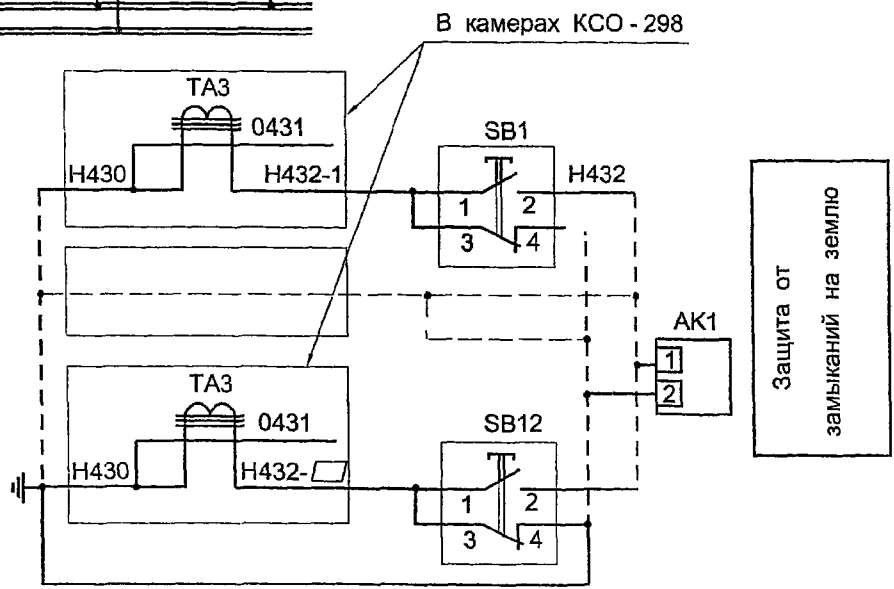 В камерах КСО - 298
ТА3
0431
Н430
Н432-1
SB1
Н432
1
2
3
4
АК1
1
2
Защита от
замыканий на землю
ТА3
0431
Н430
Н432-
SB12
1
2
3
4